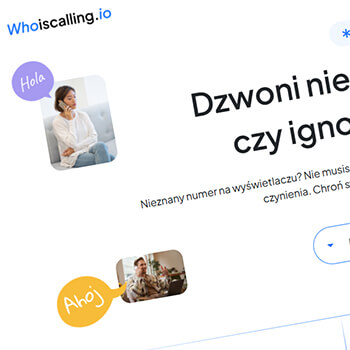 Whoiscalling.io
Hola
Dzwoni nie
czy igno
Nieznany numer na wyświetlaczu? Nie musis
czynienia. Chroń s
Ahoj